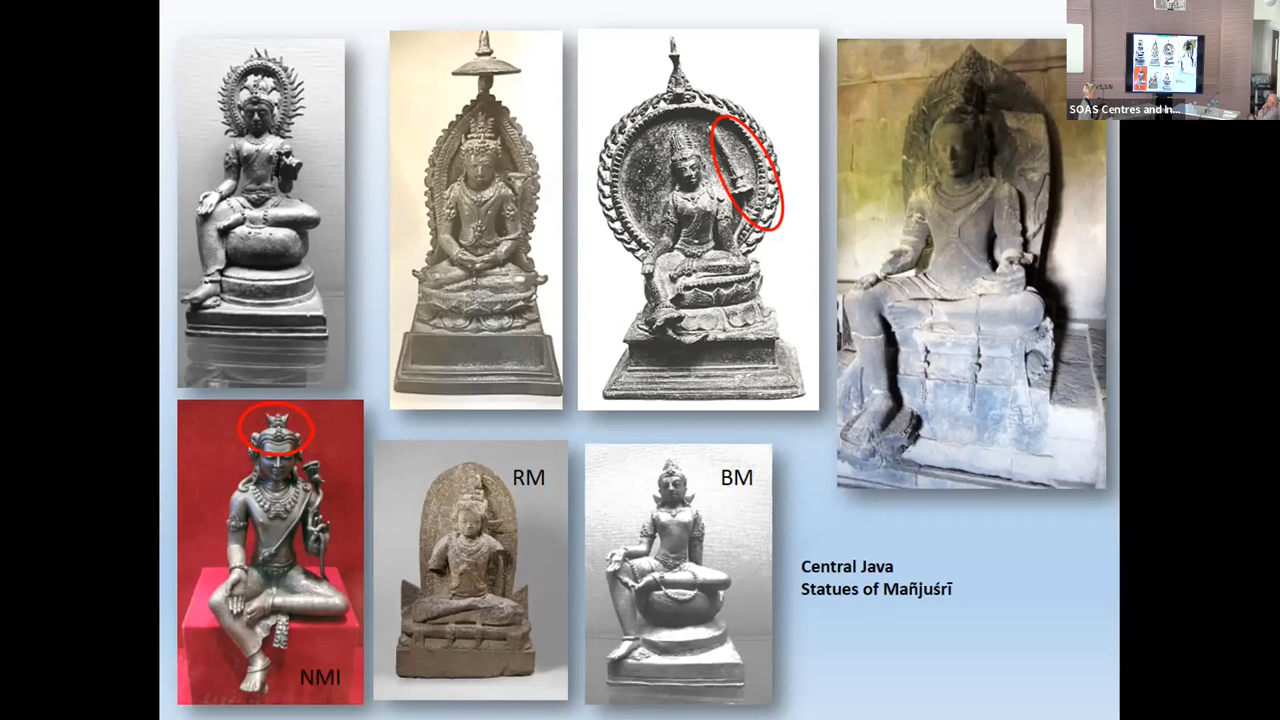 SOAS Centres and In...
RM
BM
Central Java
Statues of Mañjuśrī
NMI